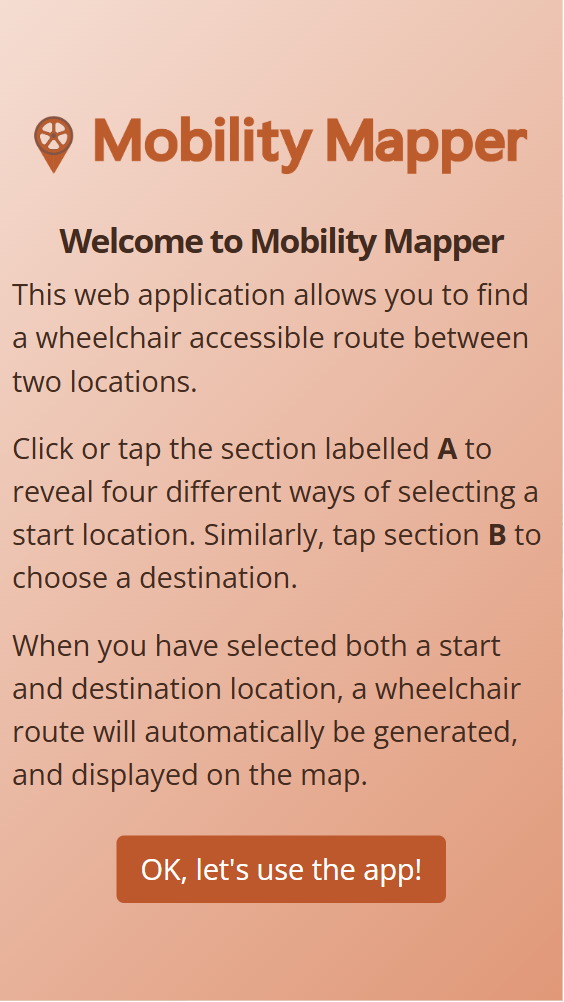 Mobility Mapper
Welcome to Mobility Mapper
This web application allows you to find
a wheelchair accessible route between
two locations.
Click or tap the section labelled A to
reveal four different ways of selecting a
start location. Similarly, tap section B to
choose a destination.
When you have selected both a start
and destination location, a wheelchair
route will automatically be generated,
and displayed on the map.
OK, let's use the app!